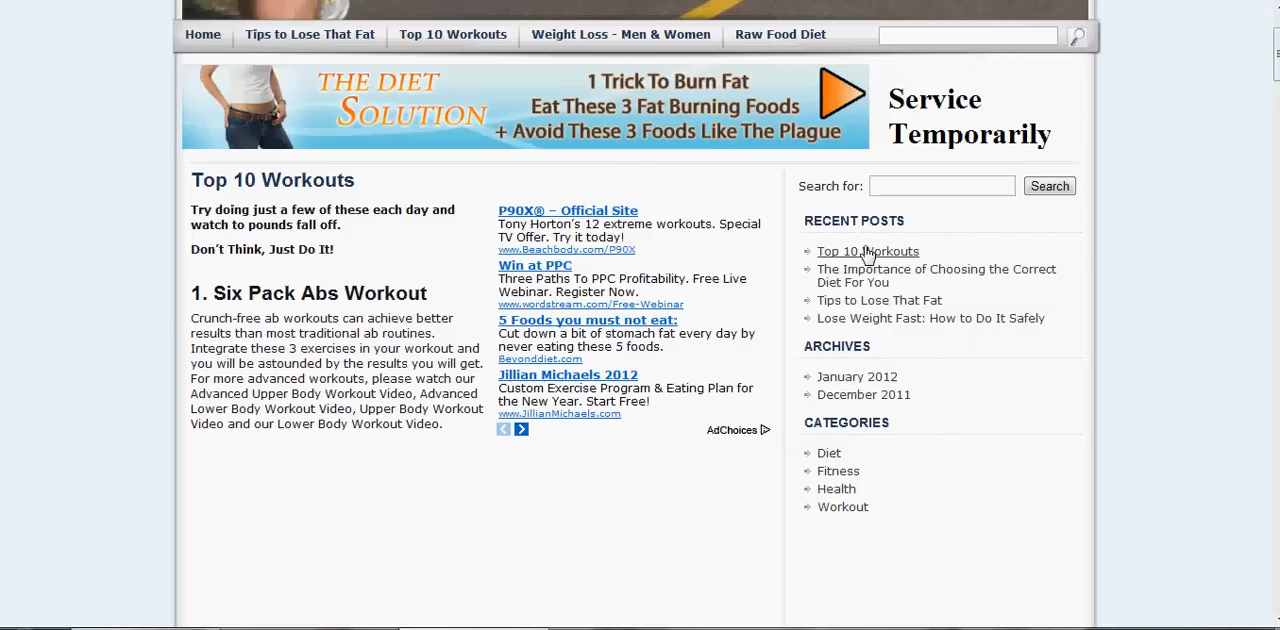 Home Tips to Lose That Fat Top 10 Workouts Weight Loss - Men & Women Raw Food Diet
THE DIET
SOLUTION
1 Trick To Burn Fat
Eat These 3 Fat Burning Foods
+ Avoid These 3 Foods Like The Plague
Service
Temporarily
Top 10 Workouts
Try doing just a few of these each day and
watch to pounds fall off.
Don't Think, Just Do It!
1. Six Pack Abs Workout
Crunch-free ab workouts can achieve better
results than most traditional ab routines.
Integrate these 3 exercises in your workout and
you will be astounded by the results you will get.
For more advanced workouts, please watch our
Advanced Upper Body Workout Video, Advanced
Lower Body Workout Video, Upper Body Workout
Video and our Lower Body Workout Video.
P90X® – Official Site
Tony Horton's 12 extreme workouts. Special
TV Offer. Try it today!
www.Beachbody.com/P90X
Win at PPC
Three Paths To PPC Profitability. Free Live
Webinar. Register Now.
www.wordstream.com/Free-Webinar
5 Foods you must not eat:
Cut down a bit of stomach fat every day by
never eating these 5 foods.
Beyonddiet.com
Jillian Michaels 2012
Custom Exercise Program & Eating Plan for
the New Year. Start Free!
www.JillianMichaels.com
AdChoices
Search for: Search
RECENT POSTS
Top 10 Workouts
The Importance of Choosing the Correct
Diet For You
Tips to Lose That Fat
Lose Weight Fast: How to Do It Safely
ARCHIVES
January 2012
December 2011
CATEGORIES
Diet
Fitness
Health
Workout